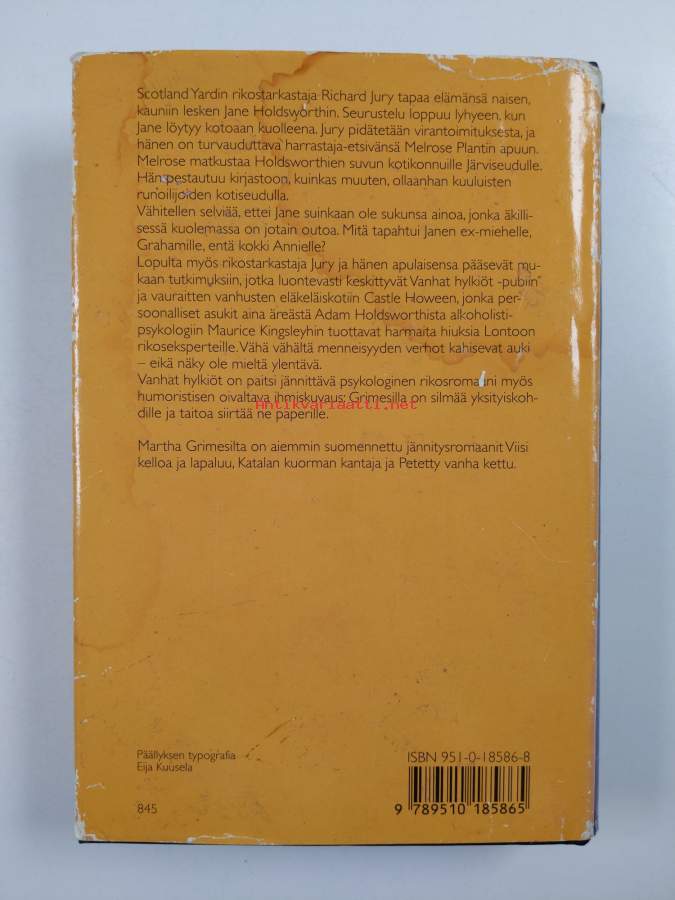 Scotland Yardin rikostarkastaja Richard Jury tapaa elämänsä naisen,
kauniin lesken Jane Holdsworthin. Seurustelu loppuu lyhyeen, kun
Jane löytyy kotoaan kuolleena. Jury pidätetään virantoimituksesta, ja
hänen on turvauduttava harrastaja-etsivänsä Melrose Plantin apuun.
Melrose matkustaa Holdsworthien suvun kotikonnuille Järviseudulle.
Hän pestautuu kirjastoon, kuinkas muuten, ollaanhan kuuluisten
runoilijoiden kotiseudulla.
Vähitellen selviää, ettei Jane suinkaan ole sukunsa ainoa, jonka äkilli-
sessä kuolemassa on jotain outoa. Mitä tapahtui Janen ex-miehelle,
Grahamille, entä kokki Annielle?
Lopulta myös rikostarkastaja Jury ja hänen apulaisensa pääsevät mu-
kaan tutkimuksiin, jotka luontevasti keskittyvät Vanhat hylkiöt -pubiin
ja vauraitten vanhusten eläkeläiskotiin Castle Hoween, jonka per-
soonalliset asukit aina äreästä Adam Holdsworthista alkoholisti-
psykologiin Maurice Kingsleyhin tuottavat harmaita hiuksia Lontoon
rikoseksperteille. Vähä vähältä menneisyyden verhot kahisevat auki
– eikä näky ole mieltä ylentävä.
Vanhat hylkiöt on paitsi jännittävä psykologinen rikosromaani myös
humoristisen oivaltava ihmiskuvaus: Grimesilla on silmää yksityiskoh-
dille ja taitoa siirtää ne paperille.
Antikvariaatti.net
Martha Grimesilta on aiemmin suomennettu jännitysromaanit Viisi
kelloa ja lapaluu, Katalan kuorman kantaja ja Petetty vanha kettu.
Päällyksen typografia
Eija Kuusela
845
ISBN 951-0-18586-8
9 789510 185865